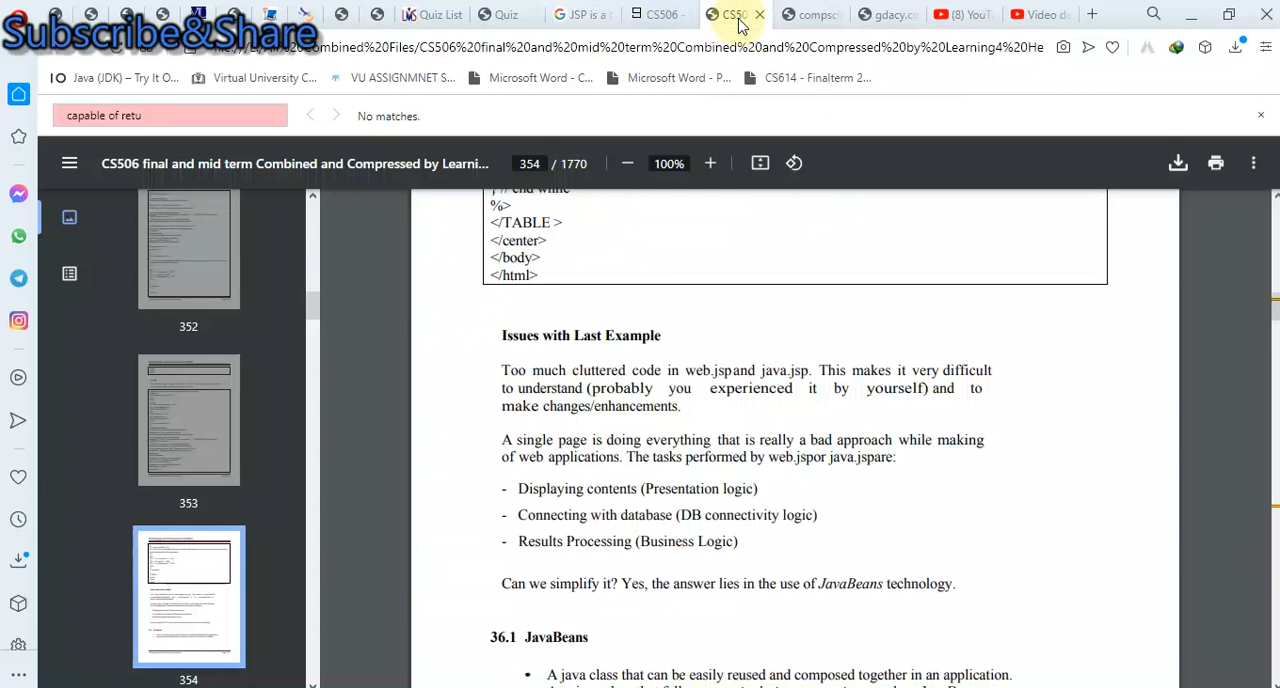 Subscribe&Share
Quiz List
Quiz
JSP is a
CS506 -
CS50
compsci
gdacy.co
(8) YouT
Video de
Combined%20Files/CS506%20final%20and%20mid%20term%20Combined%20and%20Compressed%20by%20Learning4%20He
Java (JDK) – Try It O...
Virtual University C...
VU ASSIGNMNET S...
Microsoft Word - C...
Microsoft Word - P...
CS614 - Finalterm 2...
capable of retu
No matches.
CS506 final and mid term Combined and Compressed by Learni...
354 / 1770
100%
352
353
354
} // end while
%>
</TABLE >
</center>
</body>
</html>
Issues with Last Example
Too much cluttered code in web.jspand java.jsp. This makes it very difficult
to understand (probably you experienced it by yourself) and to
make changes/enhancements.
A single page is doing everything that is really a bad approach while making
of web applications. The tasks performed by web.jspor java.jspare:
- Displaying contents (Presentation logic)
- Connecting with database (DB connectivity logic)
- Results Processing (Business Logic)
Can we simplify it? Yes, the answer lies in the use of JavaBeans technology.
36.1 JavaBeans
• A java class that can be easily reused and composed together in an application.